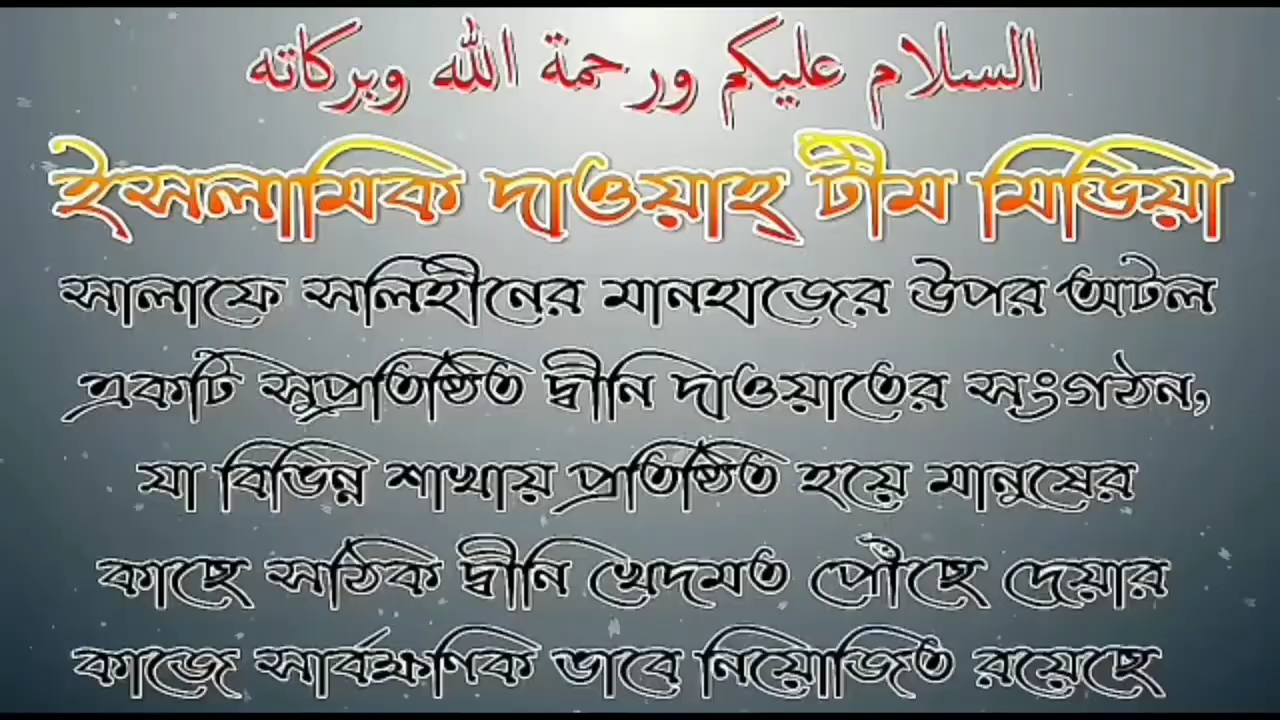 السلام عليكم ورحمة الله وبركاته
ইসলামিক দাওয়াহ্ টীম মিডিয়া
সালাফে সলিহীনের মানহাজের উপর অটল
একটি সুপ্রতিষ্ঠিত দ্বীনি দাওয়াতের সংগঠন,
যা বিভিন্ন শাখায় প্রতিষ্ঠিত হয়ে মানুষের
কাছে সঠিক দ্বীনি খেদমত পৌঁছে দেয়ার
কাজে সার্বক্ষণিক ভাবে নিয়োজিত রয়েছে